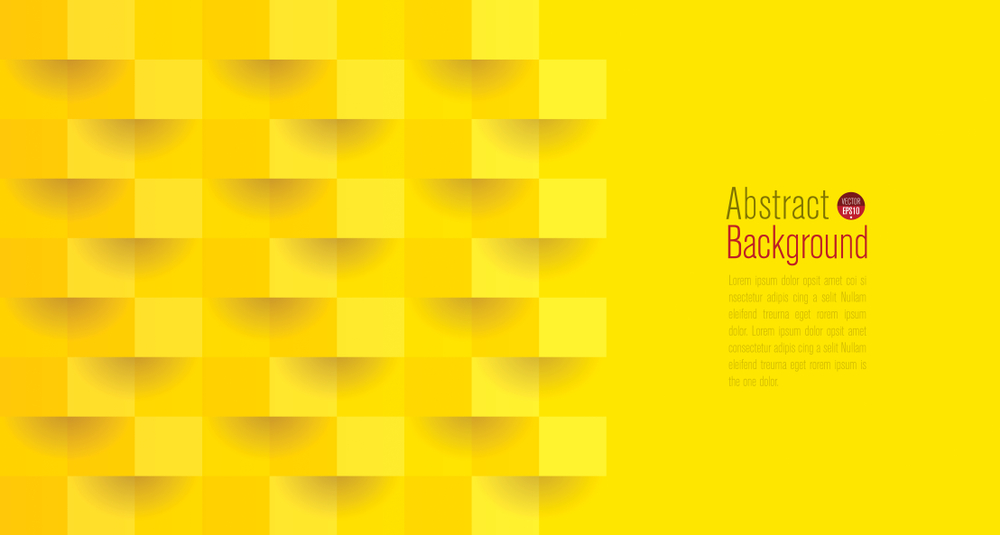 Abstract
VECTOR
EPS10
Background
Lorem ipsum dolor opsit amet coi si
nsectetur adipis cing a selit Nullam
eleifend treuma eget rorem ipsum
dolor. Lorem ipsum dolor opsit amet
consectetur adipis cing a selit Nullam
eleifend treuma eget rorem ipsum is
the one dolor.